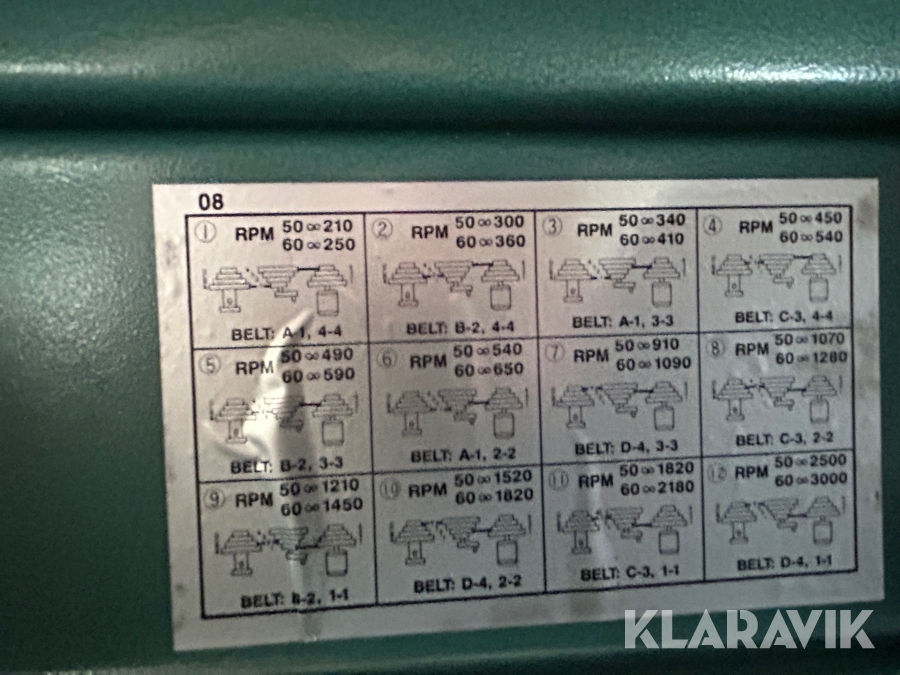 08
① RPM 50∞210
60∞250
BELT: A-1, 4-4
② RPM 50∞300
60∞360
BELT: B-2, 4-4
③ RPM 50∞340
60∞410
BELT: A-1, 3-3
④ RPM 50∞450
60∞540
BELT: C-3, 4-4
⑤ RPM 50∞490
60∞590
BELT: B-2, 3-3
⑥ RPM 50∞540
60∞650
BELT: A-1, 2-2
⑦ RPM 50∞910
60∞1090
BELT: D-4, 3-3
⑧ RPM 50∞1070
60∞1280
BELT: C-3, 2-2
⑨ RPM 50∞1210
60∞1450
BELT: B-2, 1-1
⑩ RPM 50∞1520
60∞1820
BELT: D-4, 2-2
⑪ RPM 50∞1820
60∞2180
BELT: C-3, 1-1
⑫ RPM 50∞2500
60∞3000
BELT: D-4, 1-1
KLARAVIK